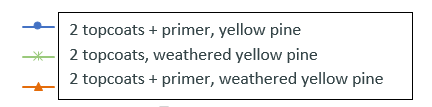 2 topcoats + primer, yellow pine
2 topcoats, weathered yellow pine
2 topcoats + primer, weathered yellow pine